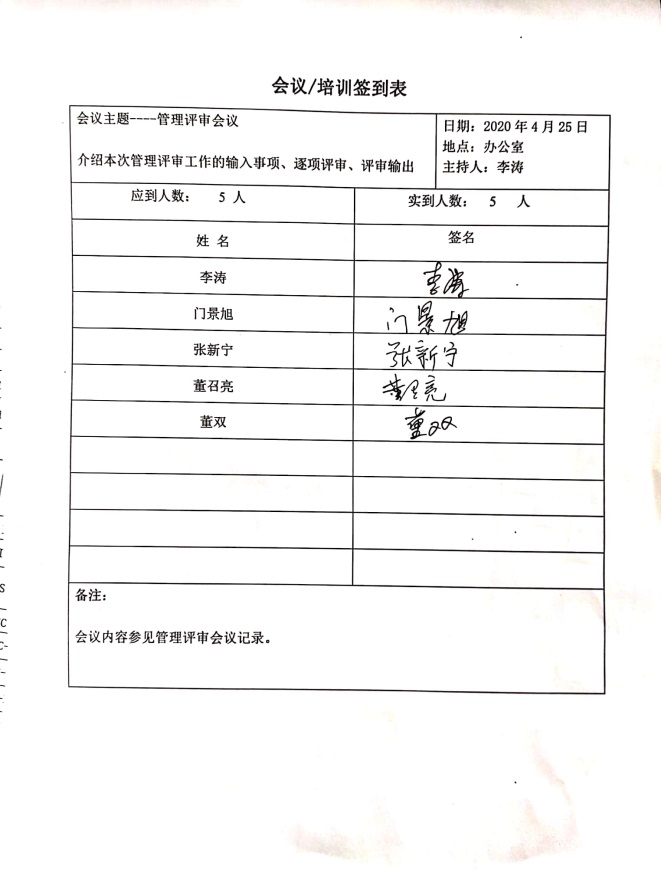 会议/培训签到表
会议主题----管理评审会议
介绍本次管理评审工作的输入事项、逐项评审、评审输出
日期：2020年4月25日
地点：办公室
主持人：李涛
应到人数： 5 人
实到人数： 5 人
姓 名
签名
李涛
李涛
门景旭
门景旭
张新宁
张新宁
董召亮
董召亮
董双
董双
备注：
会议内容参见管理评审会议记录。